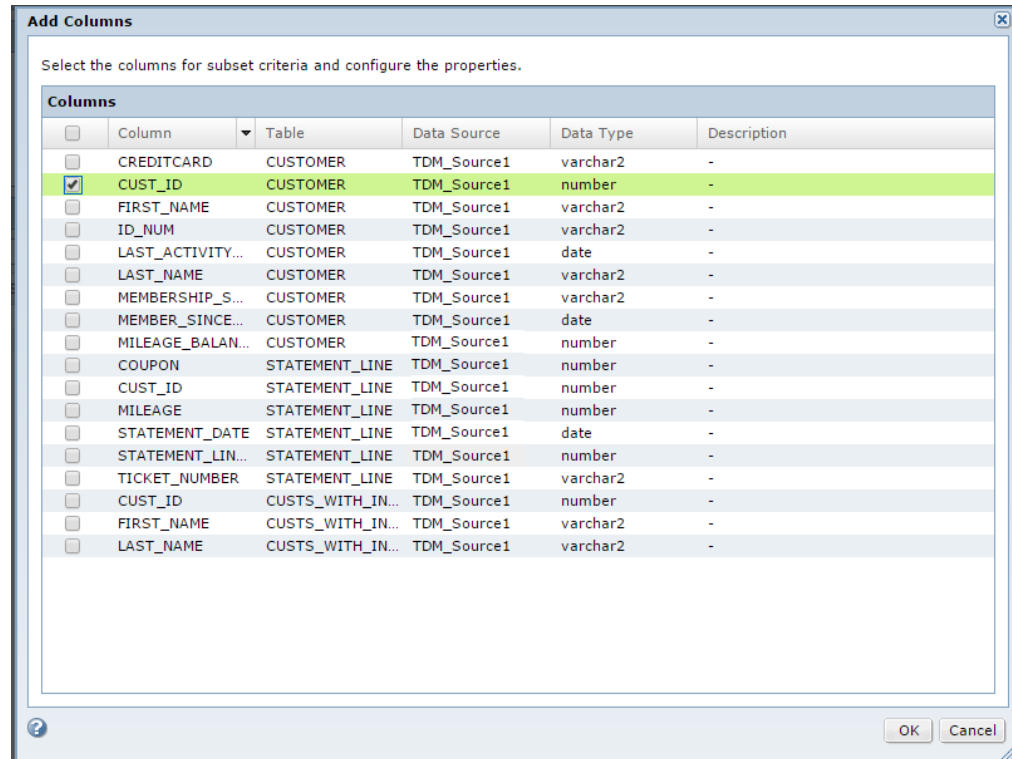 Add Columns
Select the columns for subset criteria and configure the properties.
Columns
Column Table Data Source Data Type Description
CREDITCARD CUSTOMER TDM_Source1 varchar2 -
CUST_ID CUSTOMER TDM_Source1 number -
FIRST_NAME CUSTOMER TDM_Source1 varchar2 -
ID_NUM CUSTOMER TDM_Source1 varchar2 -
LAST_ACTIVITY... CUSTOMER TDM_Source1 date -
LAST_NAME CUSTOMER TDM_Source1 varchar2 -
MEMBERSHIP_S... CUSTOMER TDM_Source1 varchar2 -
MEMBER_SINCE... CUSTOMER TDM_Source1 date -
MILEAGE_BALAN... CUSTOMER TDM_Source1 number -
COUPON STATEMENT_LINE TDM_Source1 number -
CUST_ID STATEMENT_LINE TDM_Source1 number -
MILEAGE STATEMENT_LINE TDM_Source1 number -
STATEMENT_DATE STATEMENT_LINE TDM_Source1 date -
STATEMENT_LIN... STATEMENT_LINE TDM_Source1 number -
TICKET_NUMBER STATEMENT_LINE TDM_Source1 varchar2 -
CUST_ID CUSTS_WITH_IN... TDM_Source1 number -
FIRST_NAME CUSTS_WITH_IN... TDM_Source1 varchar2 -
LAST_NAME CUSTS_WITH_IN... TDM_Source1 varchar2 -
? OK Cancel